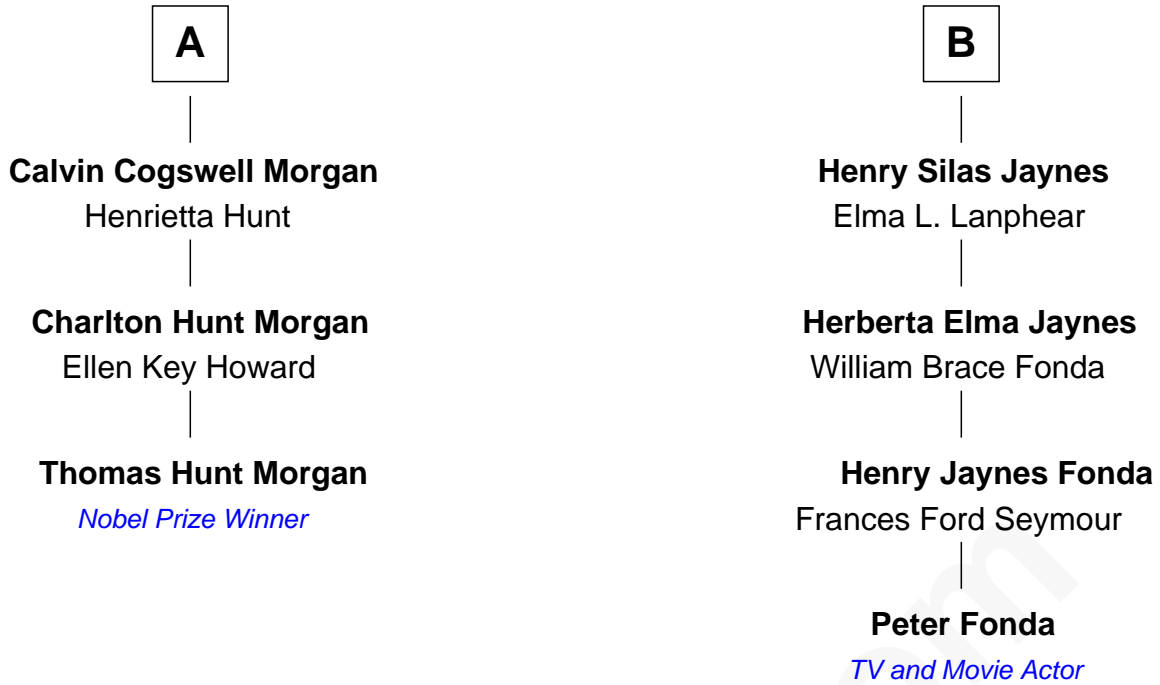 A
Calvin Cogswell Morgan
Henrietta Hunt
Charlton Hunt Morgan
Ellen Key Howard
Thomas Hunt Morgan
Nobel Prize Winner
B
Henry Silas Jaynes
Elma L. Lanphear
Herberta Elma Jaynes
William Brace Fonda
Henry Jaynes Fonda
Frances Ford Seymour
Peter Fonda
TV and Movie Actor